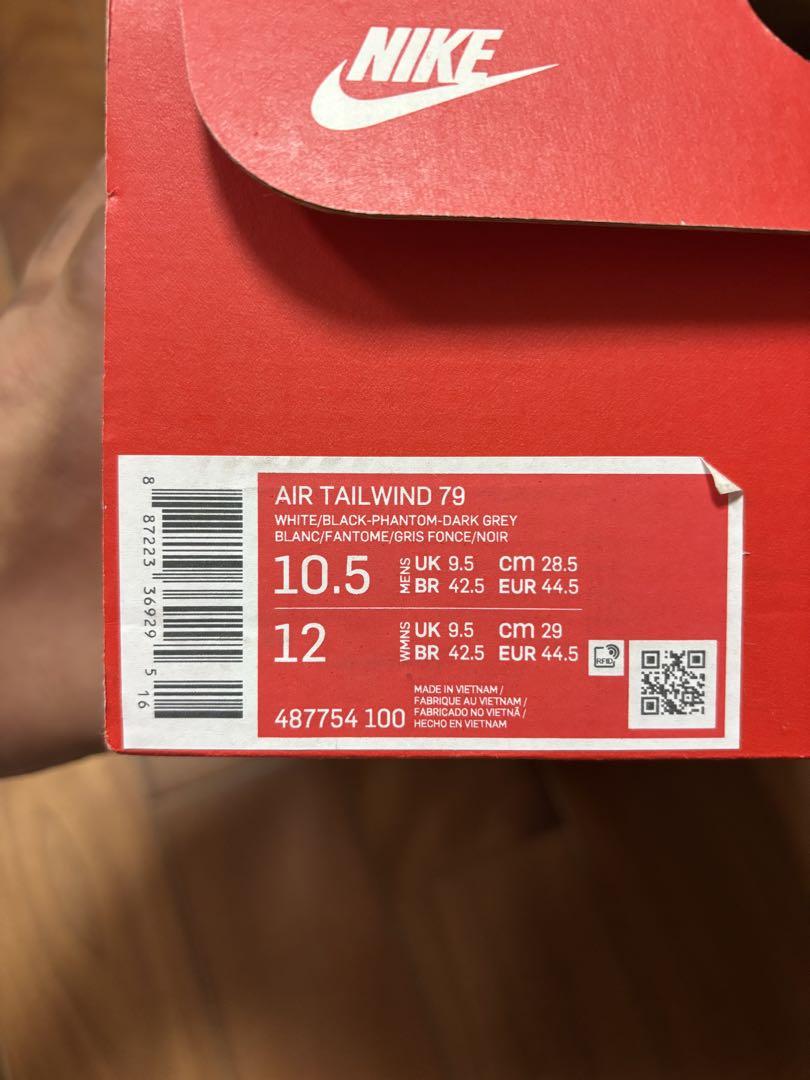 NIKE
AIR TAILWIND 79
WHITE/BLACK-PHANTOM-DARK GREY
BLANC/FANTOME/GRIS FONCE/NOIR
10.5 MENS UK 9.5 cm 28.5
BR 42.5 EUR 44.5
12 WMNS UK 9.5 cm 29
BR 42.5 EUR 44.5
RFID
MADE IN VIETNAM /
FABRIQUE AU VIETNAM /
FABRICADO NO VIETNÃ /
HECHO EN VIETNAM
487754 100
8 87223 36929 5 16